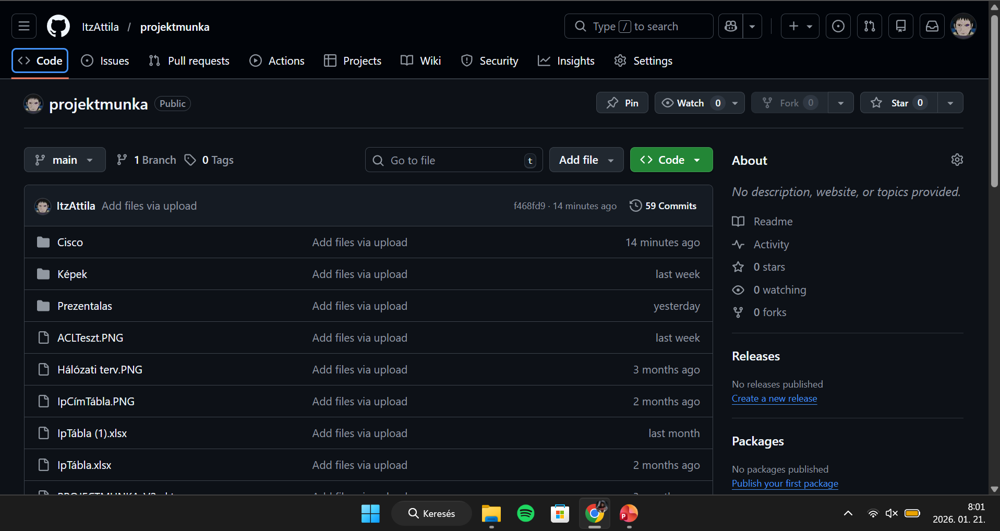 ItzAttila / projektmunka
Type / to search
Code Issues Pull requests Actions Projects Wiki Security Insights Settings
projektmunka Public
Pin Watch 0 Fork 0 Star 0
main 1 Branch 0 Tags Go to file t Add file Code
About
No description, website, or topics provided.
ItzAttila Add files via upload f468fd9 · 14 minutes ago 59 Commits
Readme
Cisco Add files via upload 14 minutes ago
Activity
Képek Add files via upload last week
0 stars
0 watching
Prezentalas Add files via upload yesterday
0 forks
ACLTeszt.PNG Add files via upload last week
Releases
Hálózati terv.PNG Add files via upload 3 months ago
No releases published
Create a new release
IpCímTábla.PNG Add files via upload 2 months ago
IpTábla (1).xlsx Add files via upload last month
Packages
IpTábla.xlsx Add files via upload 2 months ago
No packages published
Publish your first package
Keresés
8:01
2026. 01. 21.